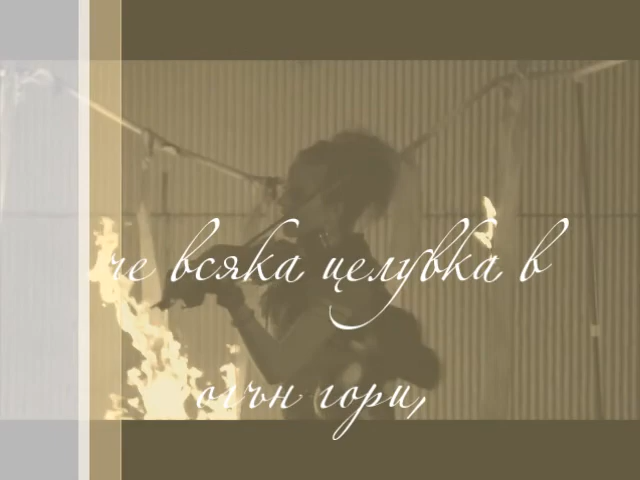 че всяка целувка в
огън гори,